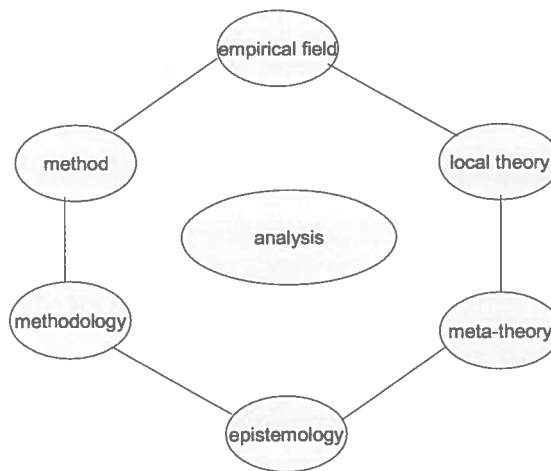 empirical field
method
local theory
analysis
methodology
meta-theory
epistemology